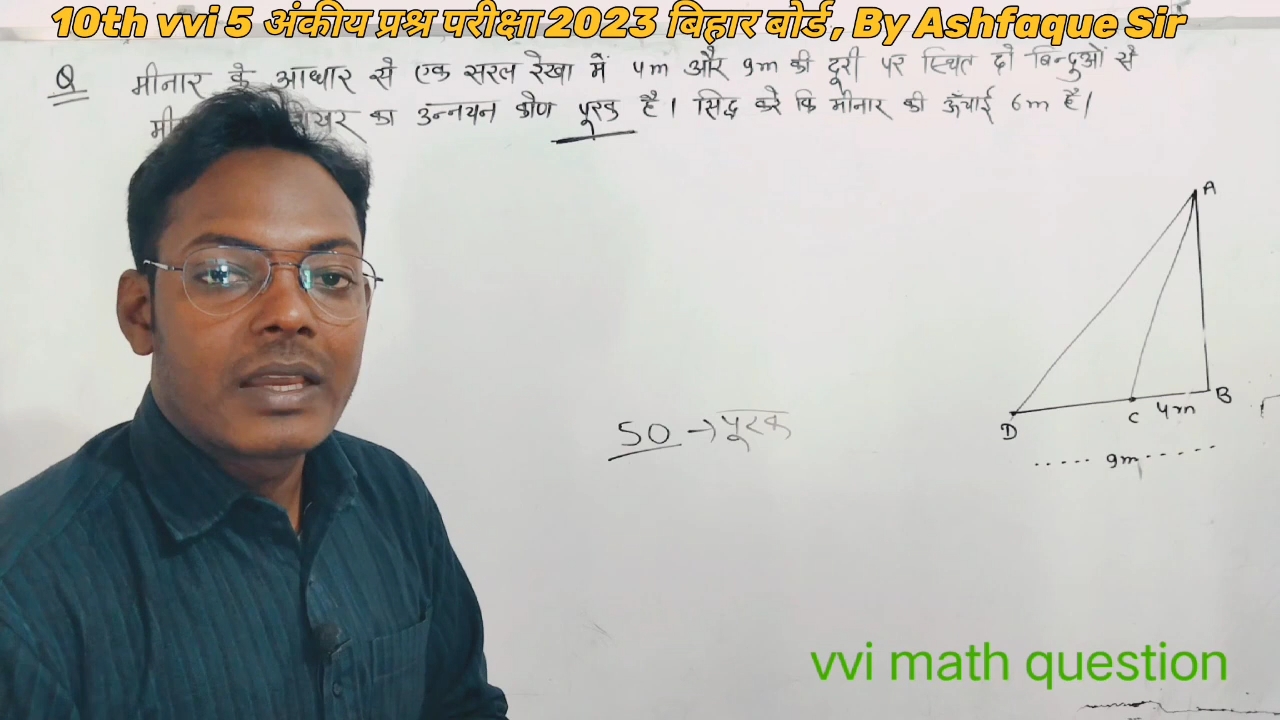 10th vvi 5 अंकीय प्रश्न परीक्षा 2023 बिहार बोर्ड, By Ashfaque Sir
Q मीनार के आधार से एक सरल रेखा में 4m और 9m की दूरी पर स्थित दो बिन्दुओं से
का उन्नयन कोण पूरक है। सिद्ध करे कि मीनार की ऊँचाई 6m है।
A
B
4m
C
D
9m
50 → पूरक
vvi math question